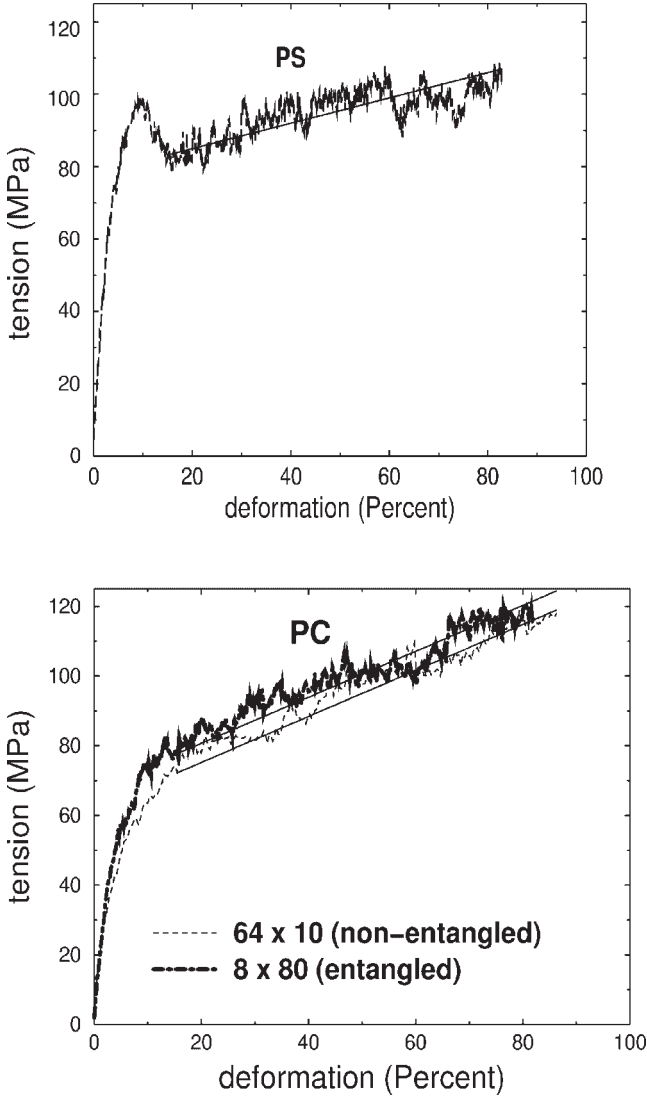 120
PS
100
80
60
40
20
0
tension (MPa)
0 20 40 60 80 100
deformation (Percent)
120
PC
100
80
60
40
20
0
tension (MPa)
64 x 10 (non−entangled)
8 x 80 (entangled)
0 20 40 60 80 100
deformation (Percent)